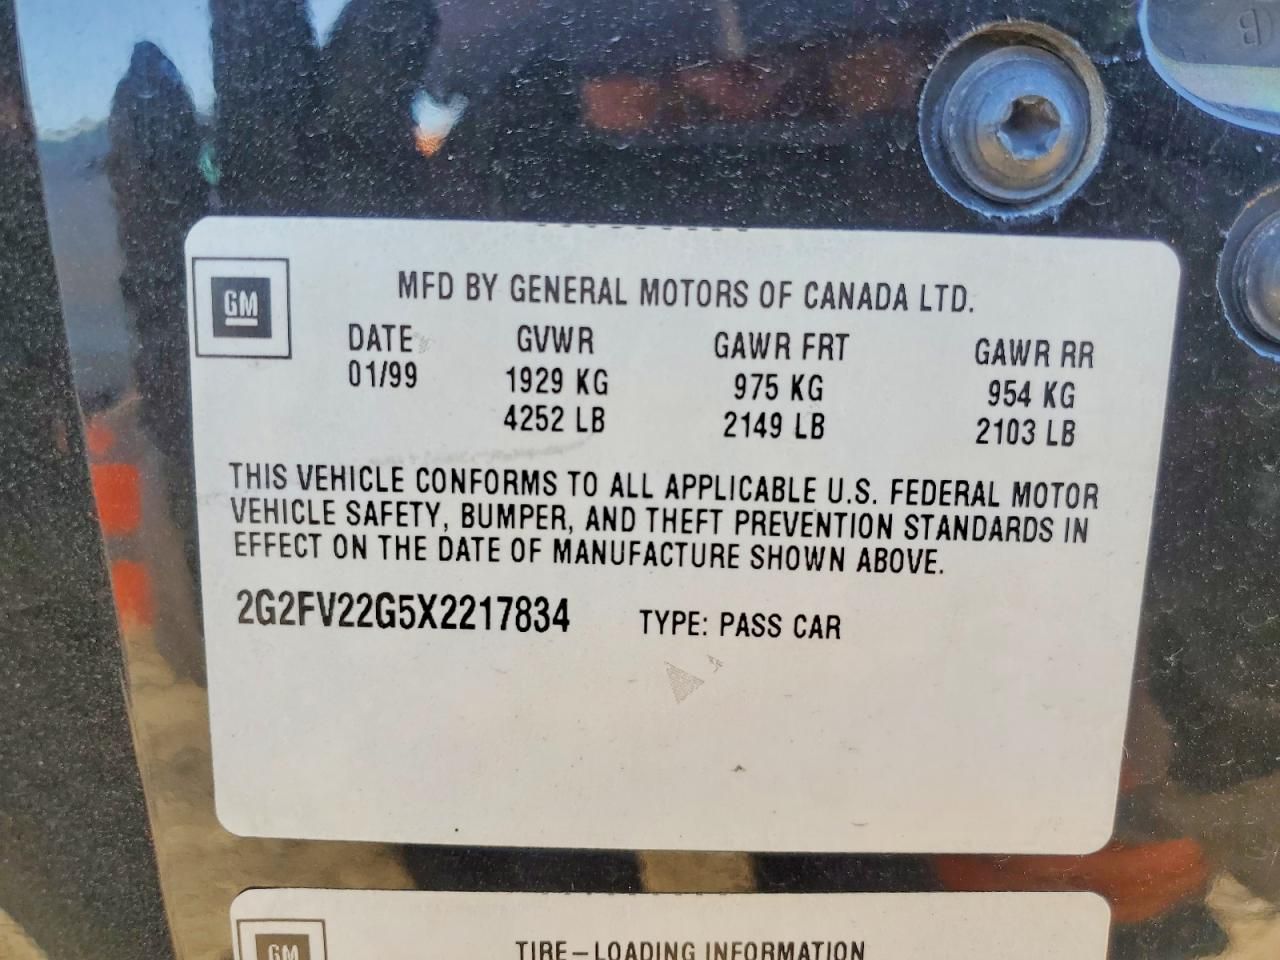 GM
MFD BY GENERAL MOTORS OF CANADA LTD.
DATE GVWR GAWR FRT GAWR RR
01/99 1929 KG 975 KG 954 KG
4252 LB 2149 LB 2103 LB
THIS VEHICLE CONFORMS TO ALL APPLICABLE U.S. FEDERAL MOTOR
VEHICLE SAFETY, BUMPER, AND THEFT PREVENTION STANDARDS IN
EFFECT ON THE DATE OF MANUFACTURE SHOWN ABOVE.
2G2FV22G5X2217834 TYPE: PASS CAR
GM
TIRE-LOADING INFORMATION